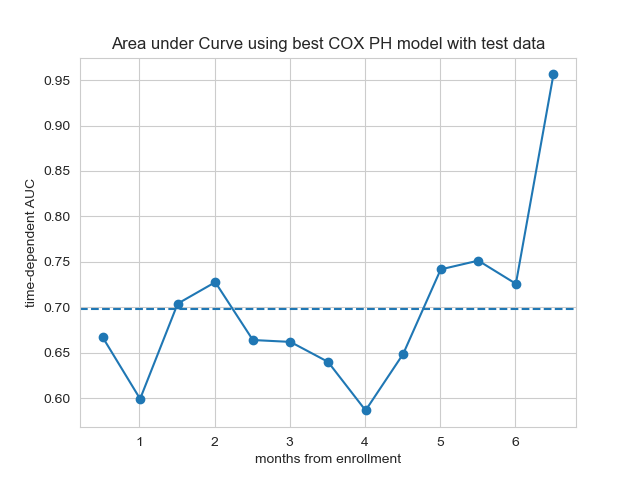 Area under Curve using best COX PH model with test data
time-dependent AUC
0.95
0.90
0.85
0.80
0.75
0.70
0.65
0.60
1 2 3 4 5 6
months from enrollment